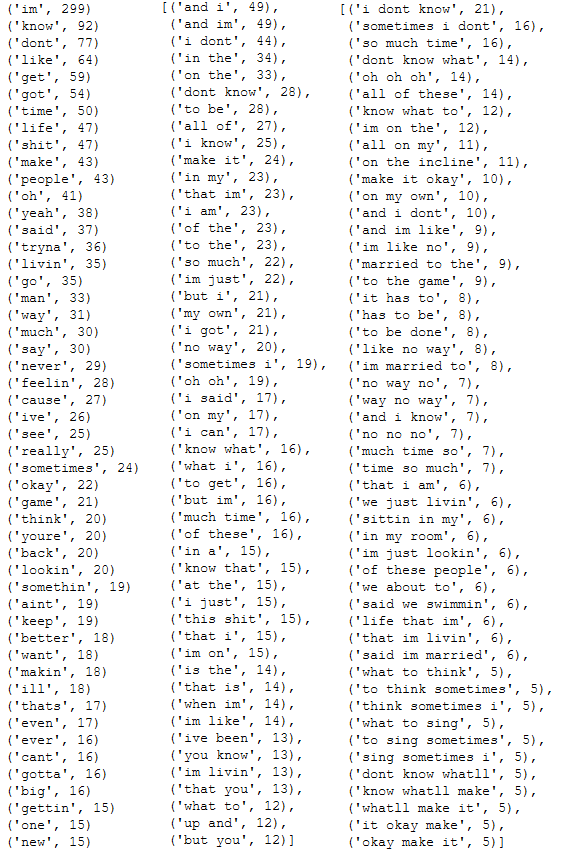 ('im', 299)
('know', 92)
('dont', 77)
('like', 64)
('get', 59)
('got', 54)
('time', 50)
('life', 47)
('shit', 47)
('make', 43)
('people', 43)
('oh', 41)
('yeah', 38)
('said', 37)
('tryna', 36)
('livin', 35)
('go', 35)
('man', 33)
('way', 31)
('much', 30)
('say', 30)
('never', 29)
('feelin', 28)
('cause', 27)
('ive', 26)
('see', 25)
('really', 25)
('sometimes', 24)
('okay', 22)
('game', 21)
('think', 20)
('youre', 20)
('back', 20)
('lookin', 20)
('somethin', 19)
('aint', 19)
('keep', 19)
('better', 18)
('want', 18)
('makin', 18)
('ill', 18)
('thats', 17)
('even', 17)
('ever', 16)
('cant', 16)
('gotta', 16)
('big', 16)
('gettin', 15)
('one', 15)
('new', 15)
[('and i', 49),
('and im', 49),
('i dont', 44),
('in the', 34),
('on the', 33),
('dont know', 28),
('to be', 28),
('all of', 27),
('i know', 25),
('make it', 24),
('in my', 23),
('that im', 23),
('i am', 23),
('of the', 23),
('to the', 23),
('so much', 22),
('im just', 22),
('but i', 21),
('my own', 21),
('i got', 21),
('no way', 20),
('sometimes i', 19),
('oh oh', 19),
('i said', 17),
('on my', 17),
('i can', 17),
('know what', 16),
('what i', 16),
('to get', 16),
('but im', 16),
('much time', 16),
('of these', 16),
('in a', 15),
('know that', 15),
('at the', 15),
('i just', 15),
('this shit', 15),
('that i', 15),
('im on', 15),
('is the', 14),
('that is', 14),
('when im', 14),
('im like', 14),
('ive been', 13),
('you know', 13),
('im livin', 13),
('that you', 13),
('what to', 12),
('up and', 12),
('but you', 12)]
[('i dont know', 21),
('sometimes i dont', 16),
('so much time', 16),
('dont know what', 14),
('oh oh oh', 14),
('all of these', 14),
('know what to', 12),
('im on the', 12),
('all on my', 11),
('on the incline', 11),
('make it okay', 10),
('on my own', 10),
('and i dont', 10),
('and im like', 9),
('im like no', 9),
('married to the', 9),
('to the game', 9),
('it has to', 8),
('has to be', 8),
('to be done', 8),
('like no way', 8),
('im married to', 8),
('no way no', 7),
('way no way', 7),
('and i know', 7),
('no no no', 7),
('much time so', 7),
('time so much', 7),
('that i am', 6),
('we just livin', 6),
('sittin in my', 6),
('in my room', 6),
('im just lookin', 6),
('of these people', 6),
('we about to', 6),
('said we swimmin', 6),
('life that im', 6),
('that im livin', 6),
('said im married', 6),
('what to think', 5),
('to think sometimes', 5),
('think sometimes i', 5),
('what to sing', 5),
('to sing sometimes', 5),
('sing sometimes i', 5),
('dont know whatll', 5),
('know whatll make', 5),
('whatll make it', 5),
('it okay make', 5),
('okay make it', 5)]